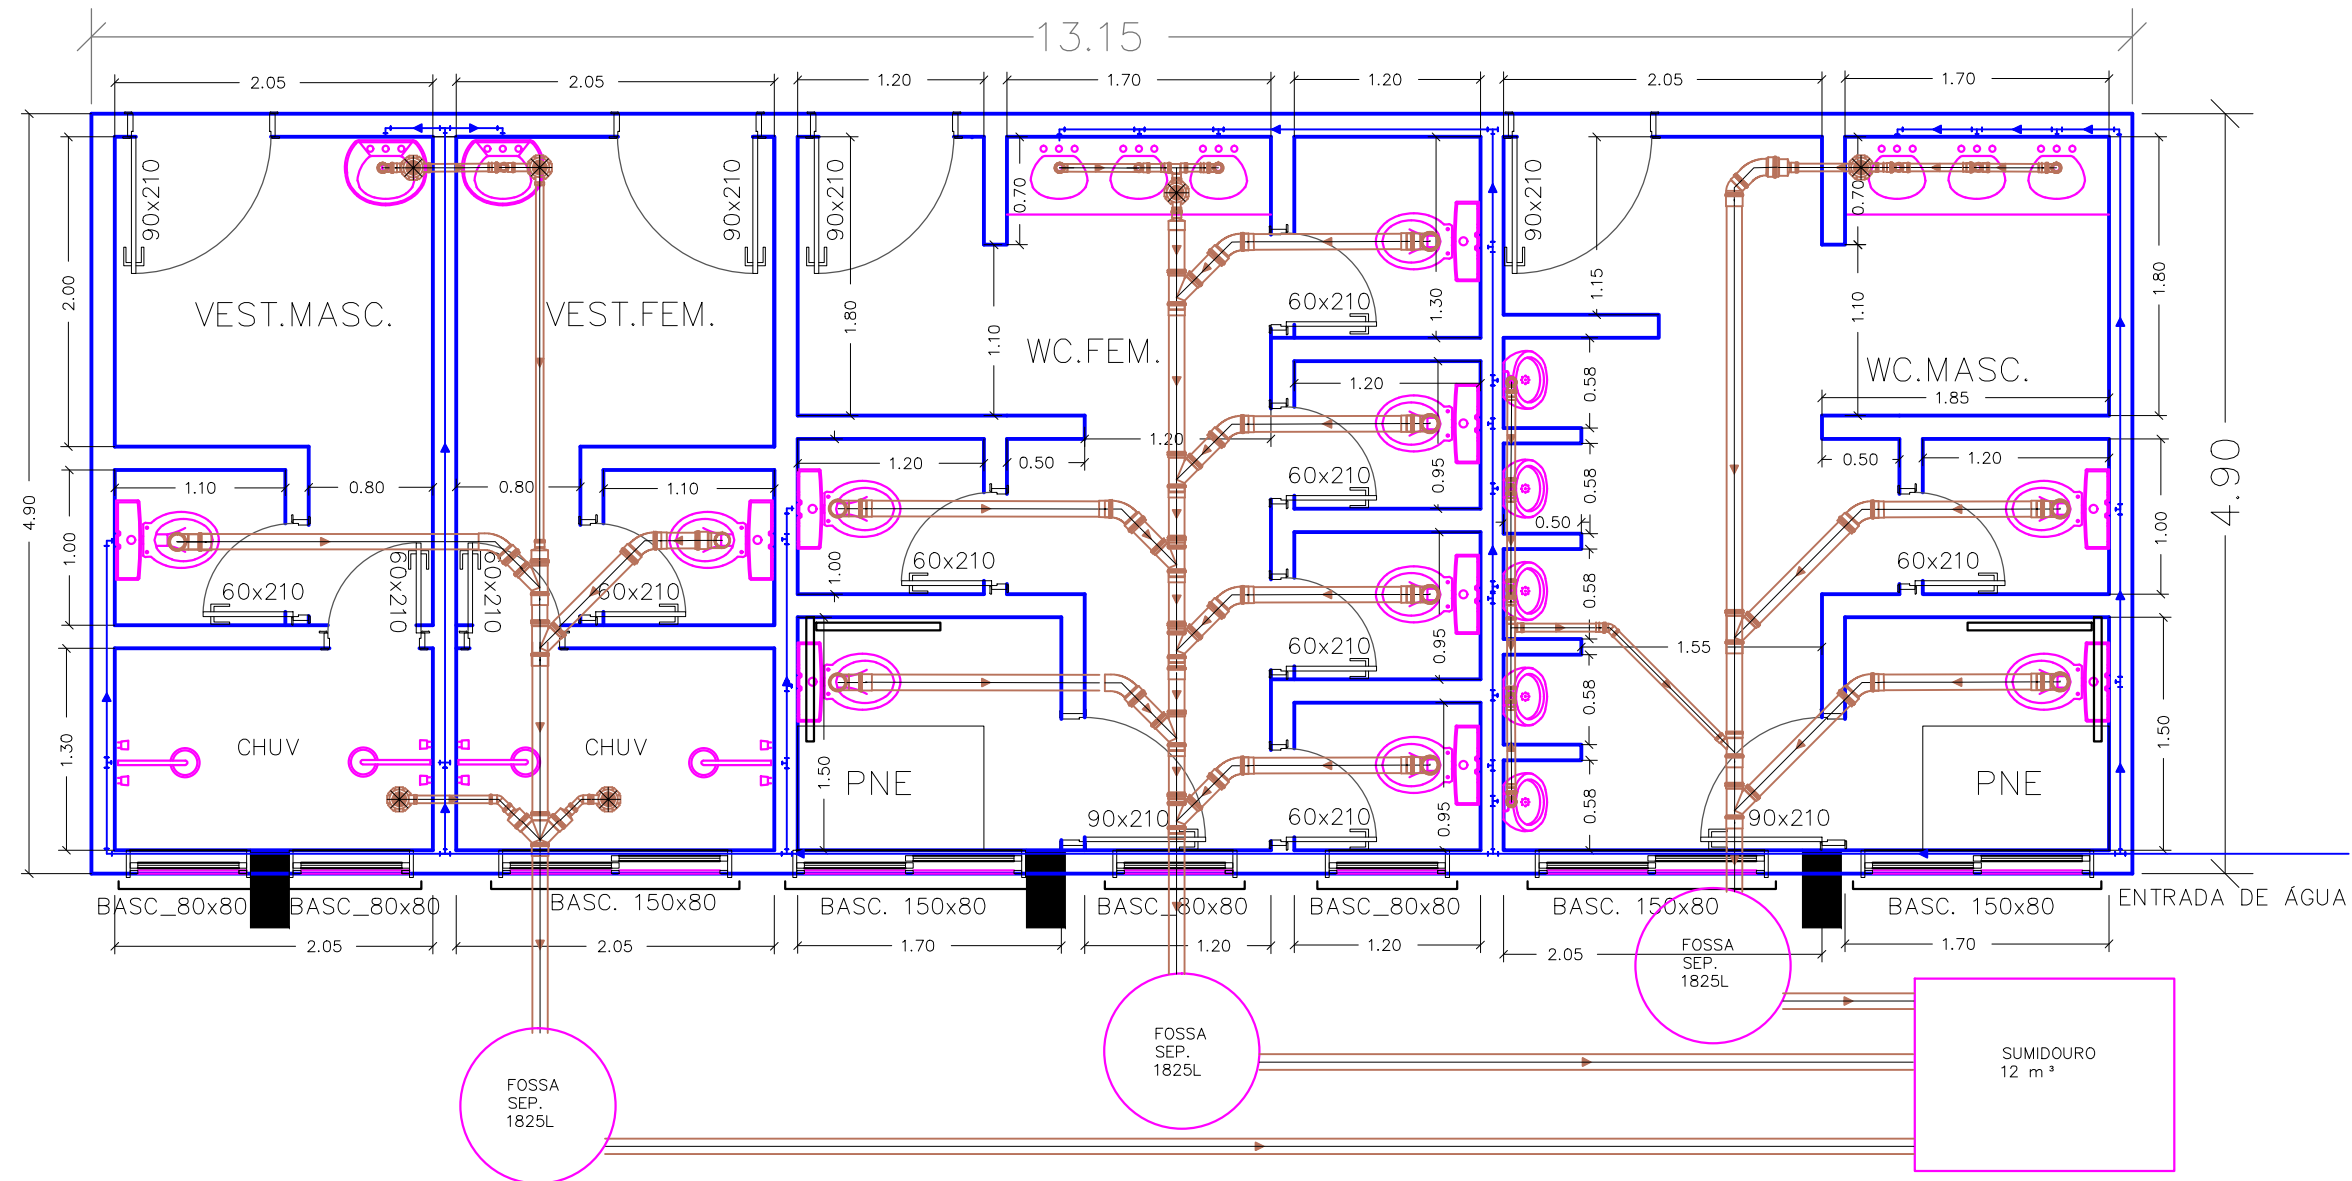 13.15
2.05
2.05
1.20
1.70
1.20
2.05
1.70
90x210
90x210
90x210
90x210
0.70
0.70
2.00
VEST.MASC.
VEST.FEM.
1.80
1.10
WC.FEM.
60x210
1.30
1.15
1.10
1.80
WC.MASC.
1.85
4.90
4.90
1.20
0.58
1.20
1.20
0.50
0.50
1.20
1.10
0.80
0.80
1.10
60x210
0.95
0.58
0.50
1.00
1.00
1.00
60x210
60x210
60x210
60x210
60x210
60x210
0.58
60x210
0.95
1.55
0.58
CHUV
CHUV
1.30
1.50
PNE
90x210
60x210
0.95
0.58
90x210
PNE
1.50
BASC_80x80
BASC_80x80
BASC. 150x80
BASC. 150x80
BASC_80x80
BASC_80x80
BASC. 150x80
BASC. 150x80
ENTRADA DE ÁGUA
2.05
2.05
1.70
1.20
1.20
2.05
1.70
FOSSA
SEP.
1825L
FOSSA
SEP.
1825L
FOSSA
SEP.
1825L
SUMIDOURO
12 m³